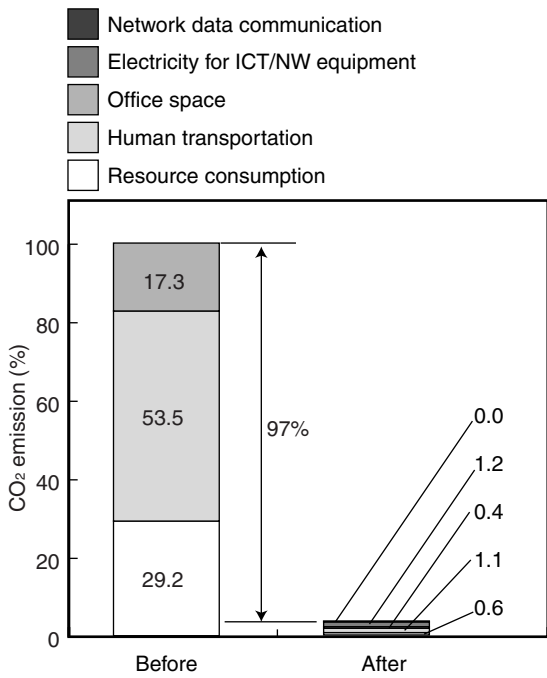 Network data communication
Electricity for ICT/NW equipment
Office space
Human transportation
Resource consumption
CO₂ emission (%)
100
80
60
40
20
0
17.3
53.5
29.2
97%
0.0
1.2
0.4
1.1
0.6
Before
After